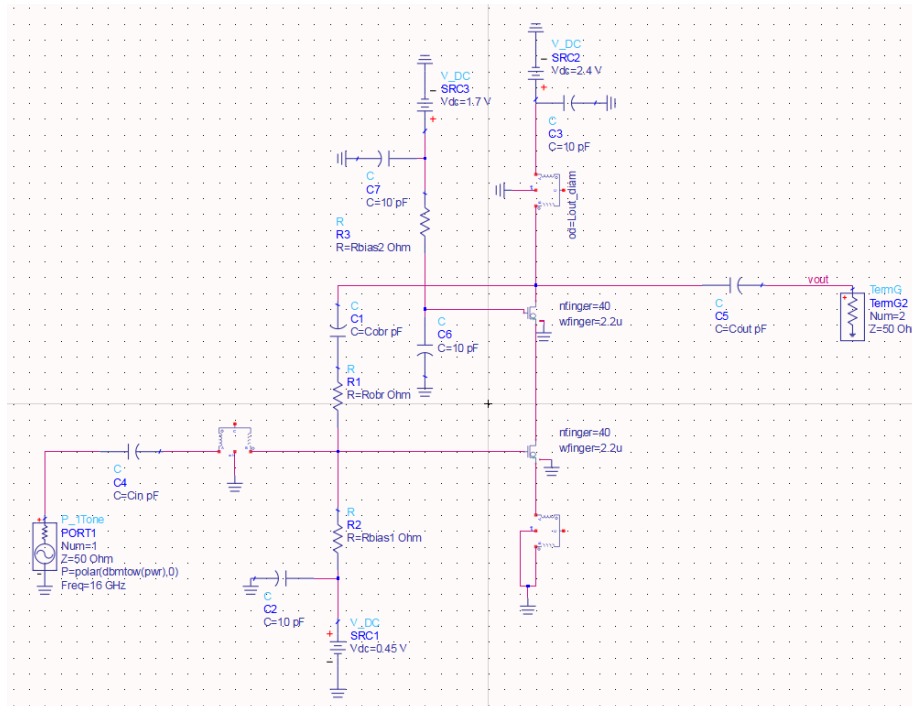 V_DC
SRC2
Vdc=2.4 V
V_DC
SRC3
Vdc=1.7 V
C
C3
C=10 pF
C
C7
C=10 pF
od=Lout_diam
R
R3
R=Rbias2 Ohm
vout
C
C5
C=Cout pF
TermG
TermG2
Num=2
Z=50 Oh
nfinger=40
wfinger=2.2u
C
C1
C=Cobr pF
C
C6
C=10 pF
R
R1
R=Robr Ohm
nfinger=40
wfinger=2.2u
C
C4
C=Cin pF
P_1Tone
PORT1
Num=1
Z=50 Ohm
P=polar(dbmtow(pwr),0)
Freq=16 GHz
R
R2
R=Rbias1 Ohm
C
C2
C=10 pF
V_DC
SRC1
Vdc=0.45 V